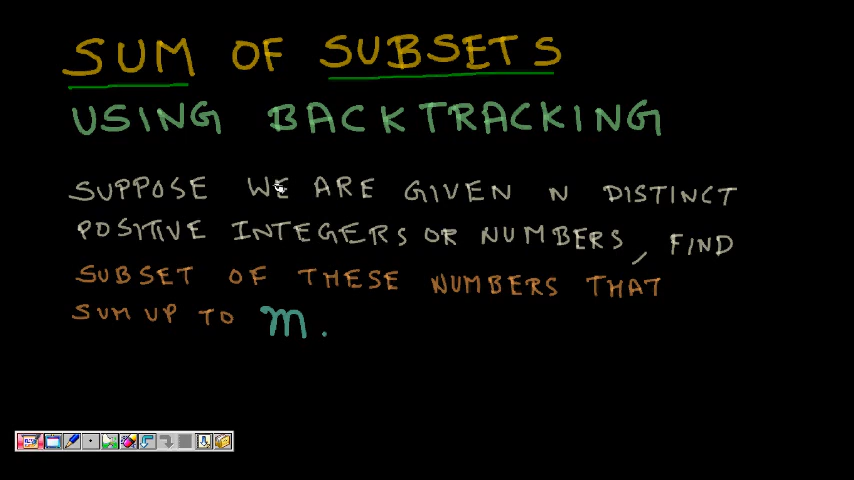 SUM OF SUBSETS
USING BACKTRACKING
SUPPOSE WE ARE GIVEN N DISTINCT
POSITIVE INTEGERS OR NUMBERS, FIND
SUBSET OF THESE NUMBERS THAT
SUM UP TO m.